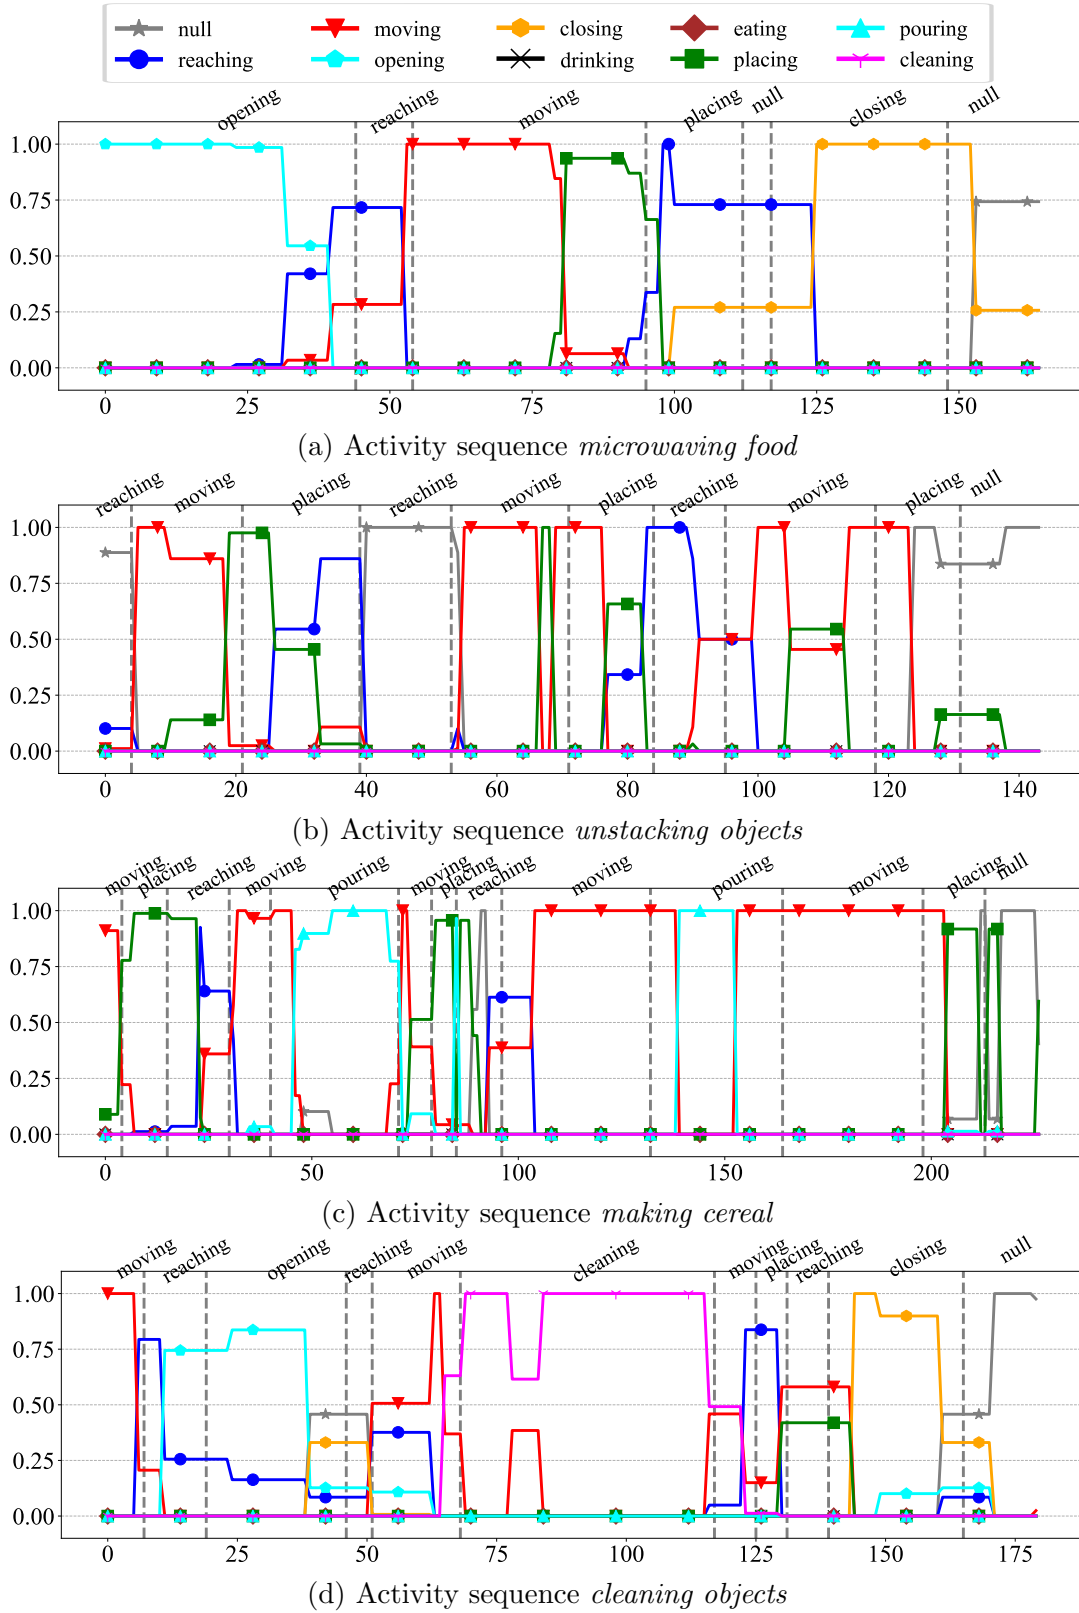 null moving closing eating pouring
reaching opening drinking placing cleaning
opening reaching moving placing null closing null
1.00
0.75
0.50
0.25
0.00
0 25 50 75 100 125 150
(a) Activity sequence microwaving food
reaching moving placing reaching moving placing reaching moving placing null
1.00
0.75
0.50
0.25
0.00
0 20 40 60 80 100 120 140
(b) Activity sequence unstacking objects
moving placing reaching moving pouring moving placing reaching moving pouring moving placing null
1.00
0.75
0.50
0.25
0.00
0 50 100 150 200
(c) Activity sequence making cereal
moving reaching opening reaching moving cleaning moving placing reaching closing null
1.00
0.75
0.50
0.25
0.00
0 25 50 75 100 125 150 175
(d) Activity sequence cleaning objects